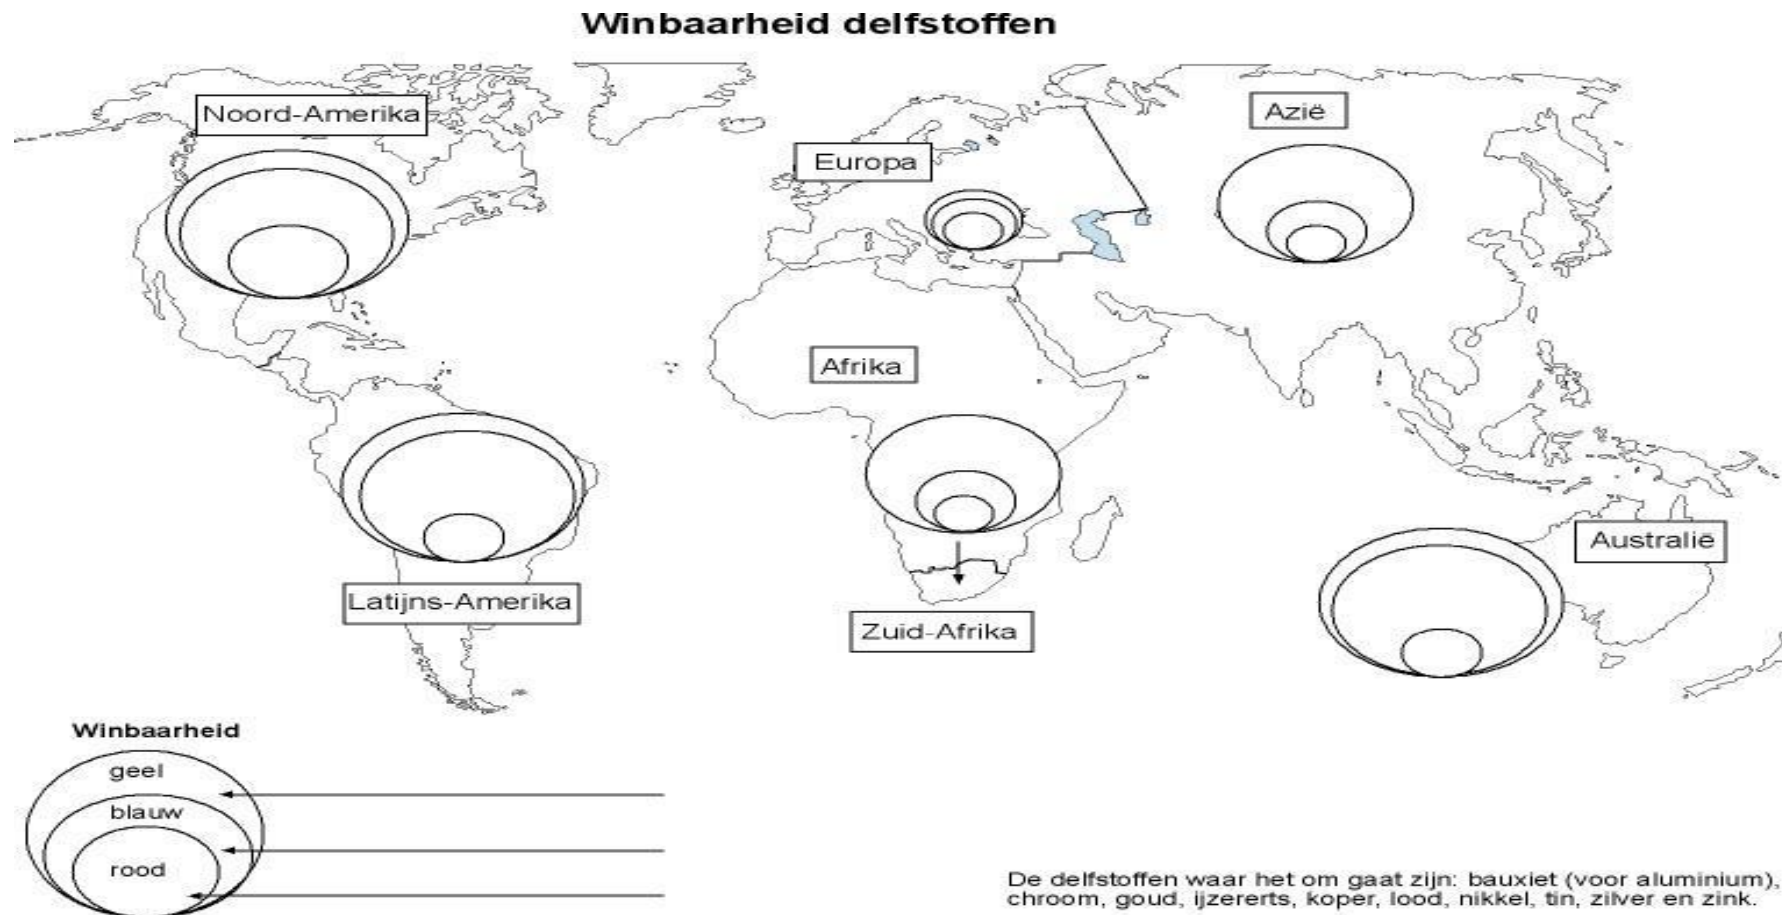 Winbaarheid delfstoffen
Noord-Amerika
Azië
Europa
Afrika
Australië
Latijns-Amerika
Zuid-Afrika
Winbaarheid
geel
blauw
rood
De delfstoffen waar het om gaat zijn: bauxiet (voor aluminium),
chroom, goud, ijzererts, koper, lood, nikkel, tin, zilver en zink.